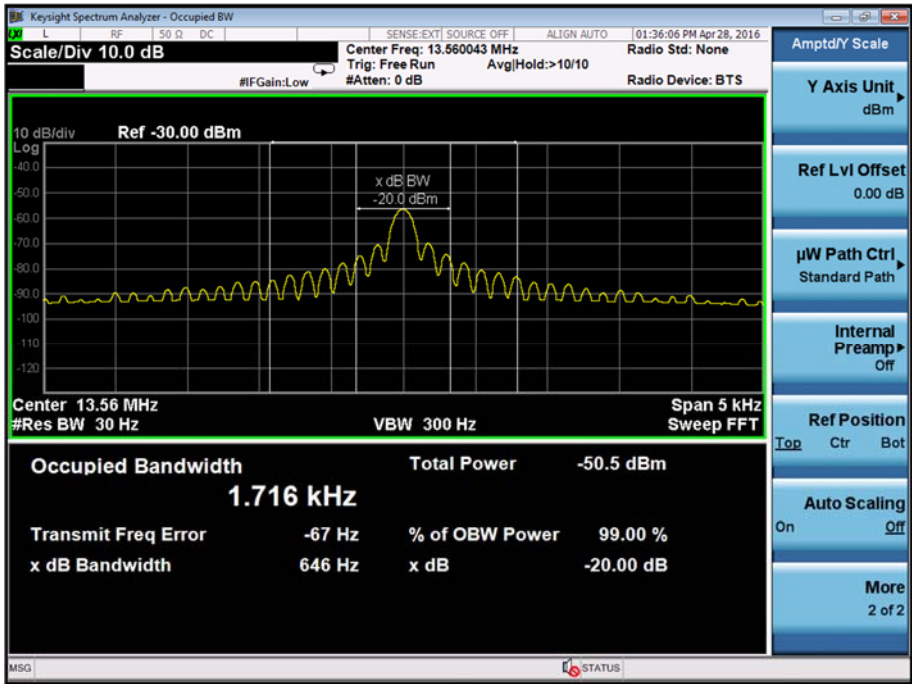 Keysight Spectrum Analyzer - Occupied BW
LXI L RF 50 Ω DC SENSE:EXT SOURCE OFF ALIGN AUTO 01:36:06 PM Apr 28, 2016
Scale/Div 10.0 dB
Center Freq: 13.560043 MHz
Radio Std: None
Trig: Free Run Avg|Hold:>10/10
#IFGain:Low #Atten: 0 dB Radio Device: BTS
10 dB/div Ref -30.00 dBm
Log
-40.0
-50.0
-60.0
-70.0
-80.0
-90.0
-100
-110
-120
x dB BW
-20.0 dBm
Center 13.56 MHz Span 5 kHz
#Res BW 30 Hz VBW 300 Hz Sweep FFT
Occupied Bandwidth Total Power -50.5 dBm
1.716 kHz
Transmit Freq Error -67 Hz % of OBW Power 99.00 %
x dB Bandwidth 646 Hz x dB -20.00 dB
MSG STATUS
Amptd/Y Scale
Y Axis Unit
dBm
Ref Lvl Offset
0.00 dB
µW Path Ctrl
Standard Path
Internal
Preamp
Off
Ref Position
Top Ctr Bot
Auto Scaling
On Off
More
2 of 2